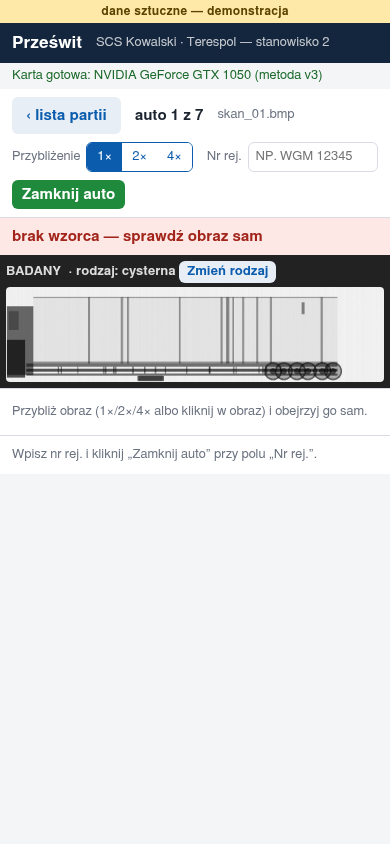 dane sztuczne — demonstracja
Prześwit SCS Kowalski · Terespol — stanowisko 2
Karta gotowa: NVIDIA GeForce GTX 1050 (metoda v3)
‹ lista partii auto 1 z 7 skan_01.bmp
Przybliżenie 1× 2× 4× Nr rej. NP. WGM 12345
Zamknij auto
brak wzorca — sprawdź obraz sam
BADANY · rodzaj: cysterna Zmień rodzaj
Przybliż obraz (1×/2×/4× albo kliknij w obraz) i obejrzyj go sam.
Wpisz nr rej. i kliknij „Zamknij auto” przy polu „Nr rej.”.